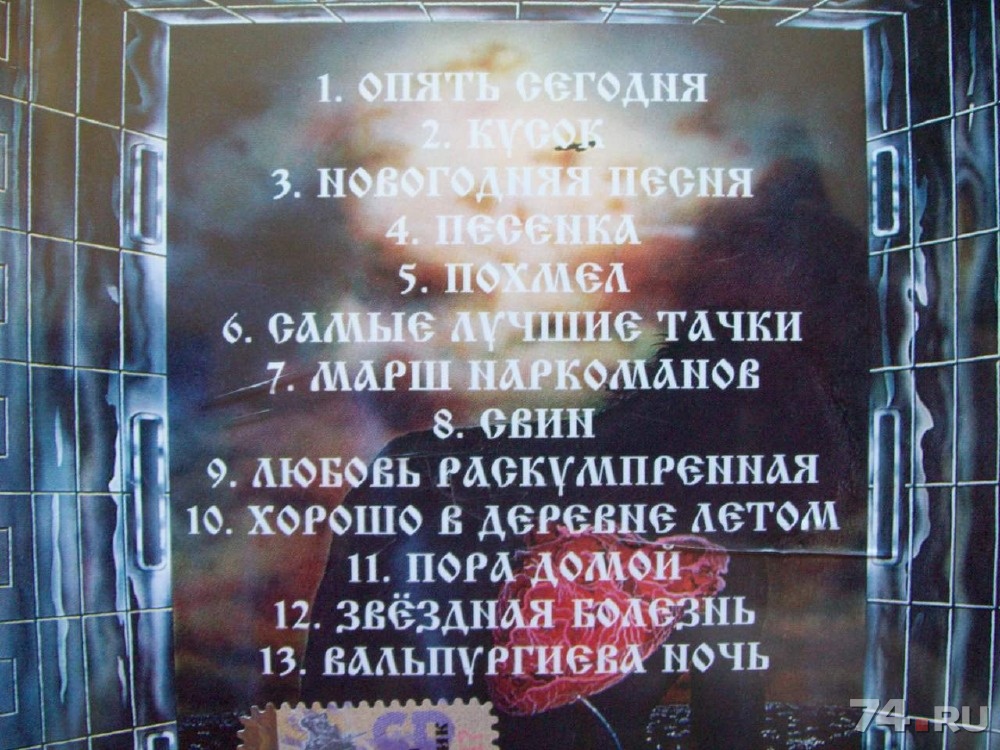 1. ОПЯТЬ СЕГОДНЯ
2. КУСОК
3. НОВОГОДНЯЯ ПЕСНЯ
4. ПЕСЕНКА
5. ПОХМЕЛ
6. САМЫЕ ЛУЧШИЕ ТАЧКИ
7. МАРШ НАРКОМАНОВ
8. СВИН
9. ЛЮБОВЬ РАСКУМПРЕННАЯ
10. ХОРОШО В ДЕРЕВНЕ ЛЕТОМ
11. ПОРА ДОМОЙ
12. ЗВЁЗДНАЯ БОЛЕЗНЬ
13. ВАЛЬПУРГИЕВА НОЧЬ
CD
74.RU